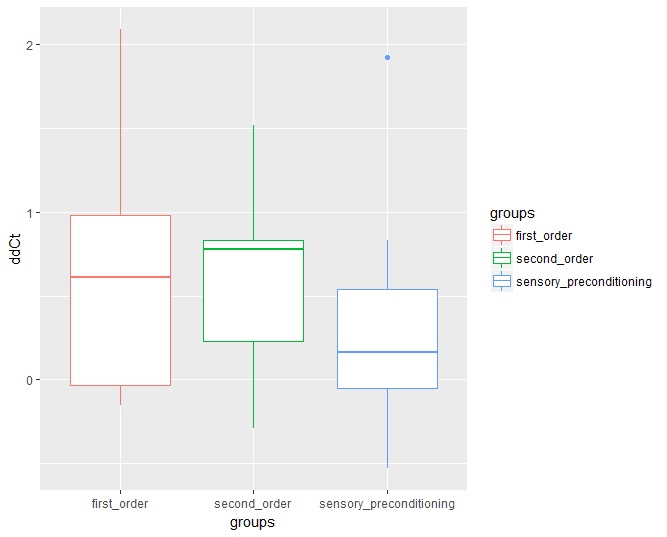 2
1
0
ddCt
first_order second_order sensory_preconditioning
groups
groups
first_order
second_order
sensory_preconditioning